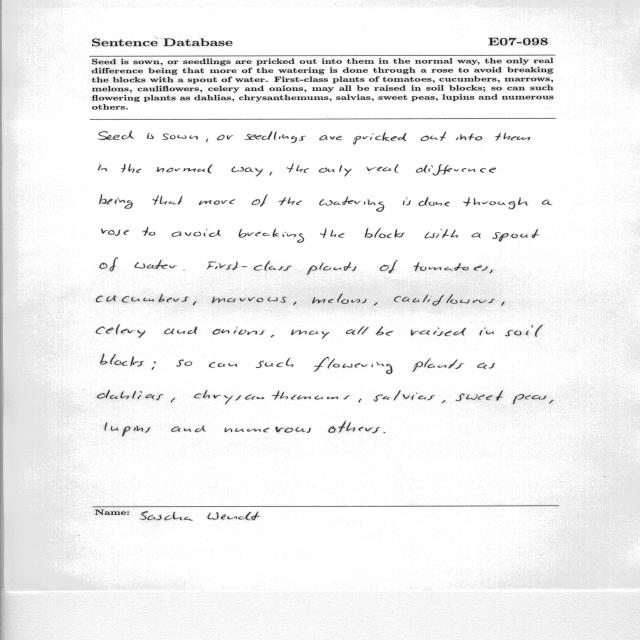 Sentence Database E07-098
Seed is sown, or seedlings are pricked out into them in the normal way, the only real
difference being that more of the watering is done through a rose to avoid breaking
the blocks with a spout of water. First-class plants of tomatoes, cucumbers, marrows,
melons, cauliflowers, celery and onions, may all be raised in soil blocks; so can such
flowering plants as dahlias, chrysanthemums, salvias, sweet peas, lupins and numerous
others.
Seed is sown, or seedlings are pricked out into them
in the normal way, the only real difference
being that more of the watering is done through a
rose to avoid breaking the blocks with a spout
of water. First-class plants of tomatoes,
cucumbers, marrows, melons, cauliflowers,
celery and onions, may all be raised in soil
blocks; so can such flowering plants as
dahlias, chrysanthemums, salvias, sweet peas,
lupins and numerous others.
Name: Sascha Wendt